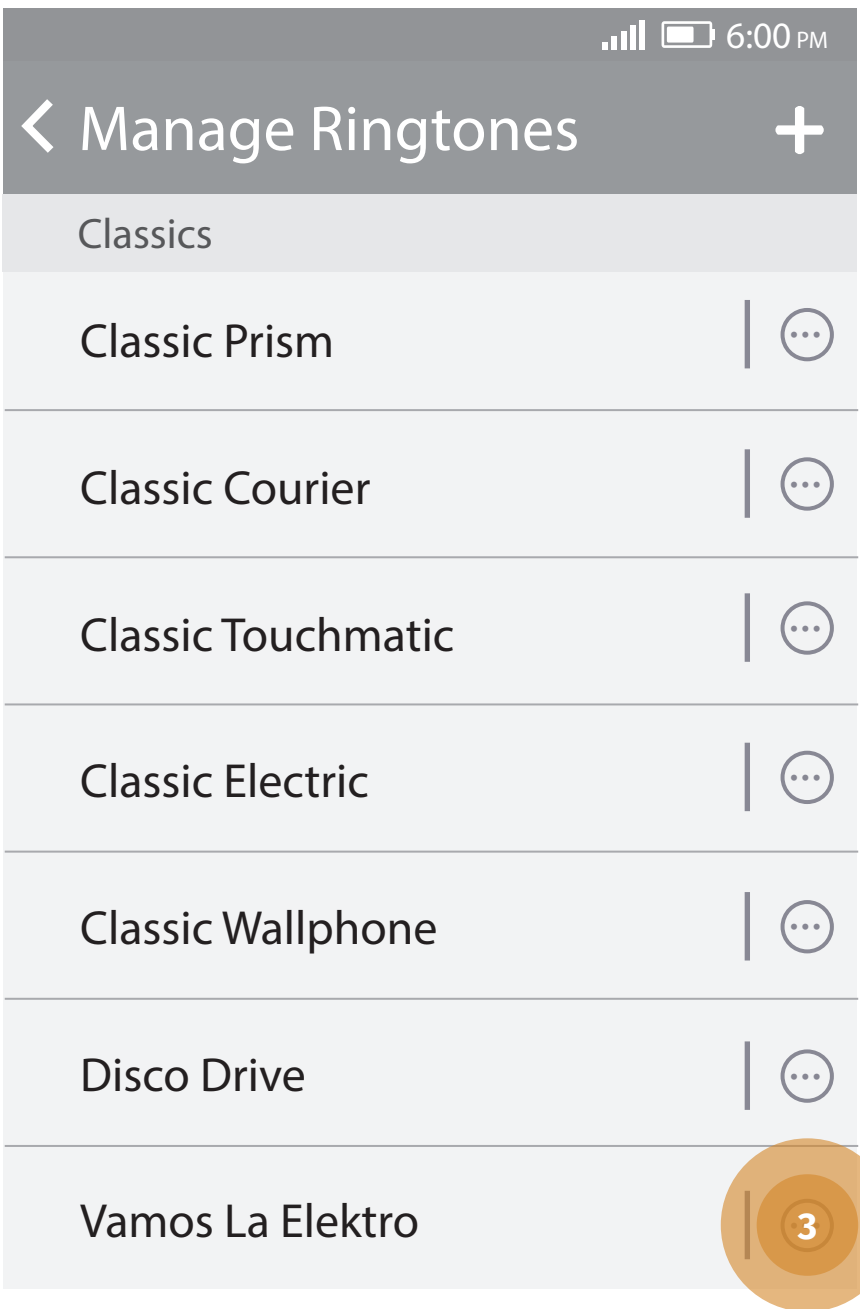 6:00 PM
Manage Ringtones
Classics
Classic Prism
Classic Courier
Classic Touchmatic
Classic Electric
Classic Wallphone
Disco Drive
Vamos La Elektro
3